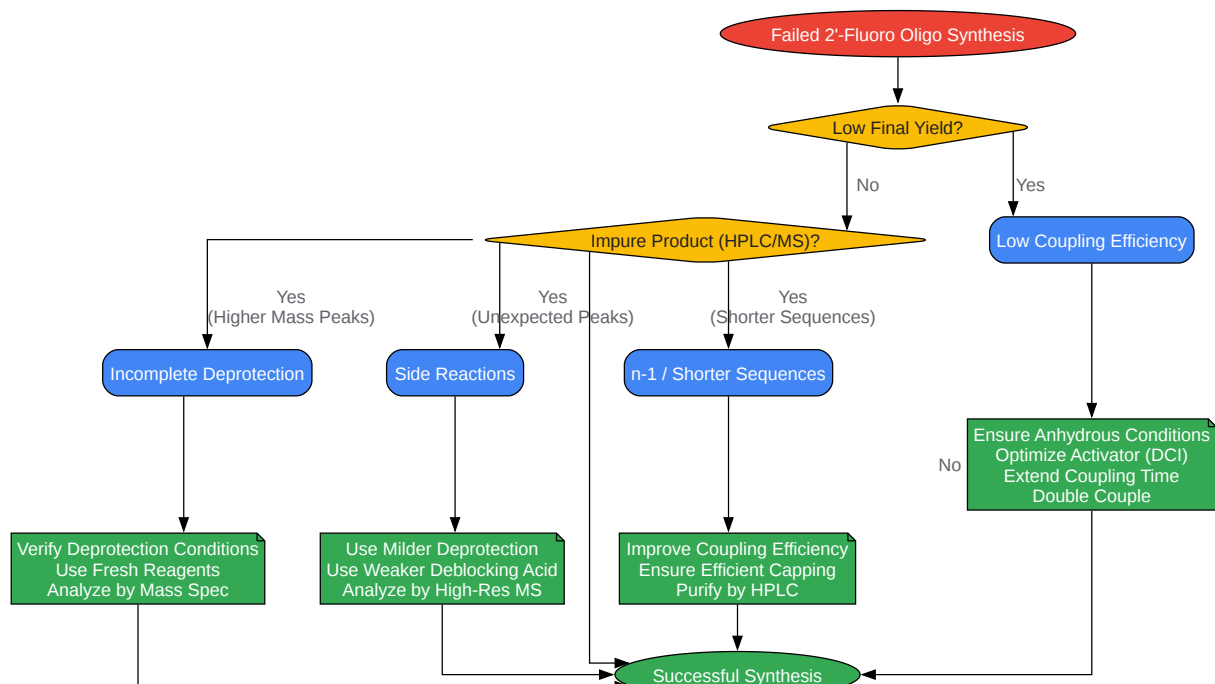 Failed 2'-Fluoro Oligo Synthesis
Low Final Yield?
No
Yes
Impure Product (HPLC/MS)?
Low Coupling Efficiency
Yes
(Higher Mass Peaks)
Yes
(Unexpected Peaks)
Yes
(Shorter Sequences)
Incomplete Deprotection
Side Reactions
n-1 / Shorter Sequences
Ensure Anhydrous Conditions
Optimize Activator (DCI)
Extend Coupling Time
Double Couple
No
Verify Deprotection Conditions
Use Fresh Reagents
Analyze by Mass Spec
Use Milder Deprotection
Use Weaker Deblocking Acid
Analyze by High-Res MS
Improve Coupling Efficiency
Ensure Efficient Capping
Purify by HPLC
Successful Synthesis